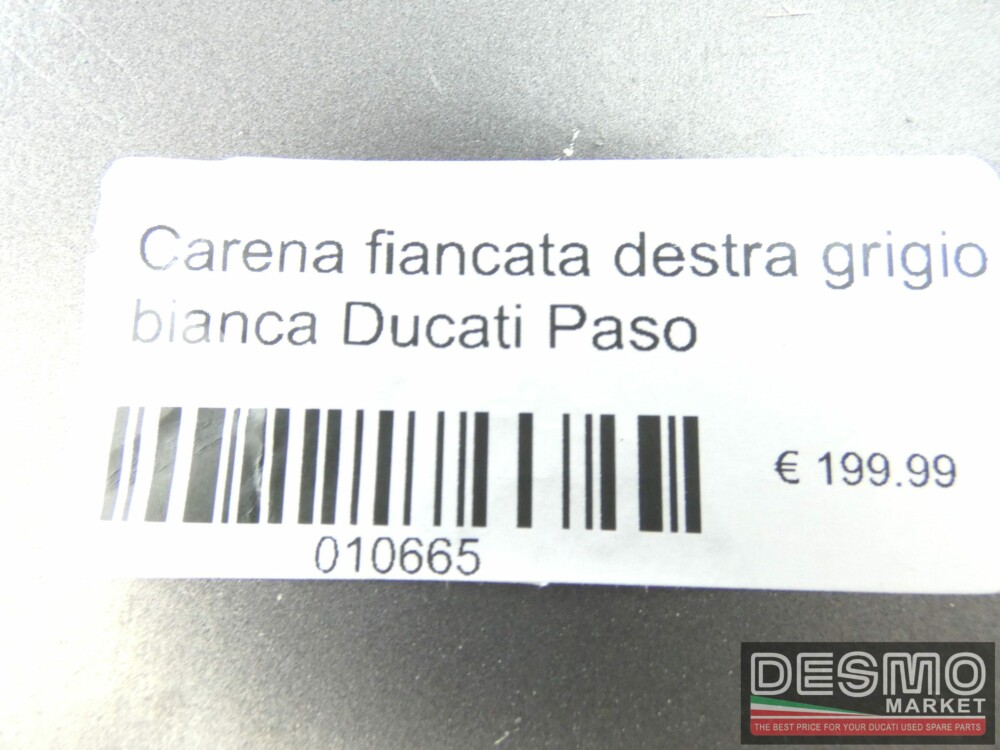 Carena fiancata destra grigio
bianca Ducati Paso
€ 199.99
010665
DESMO
MARKET
THE BEST PRICE FOR YOUR DUCATI USED SPARE PARTS